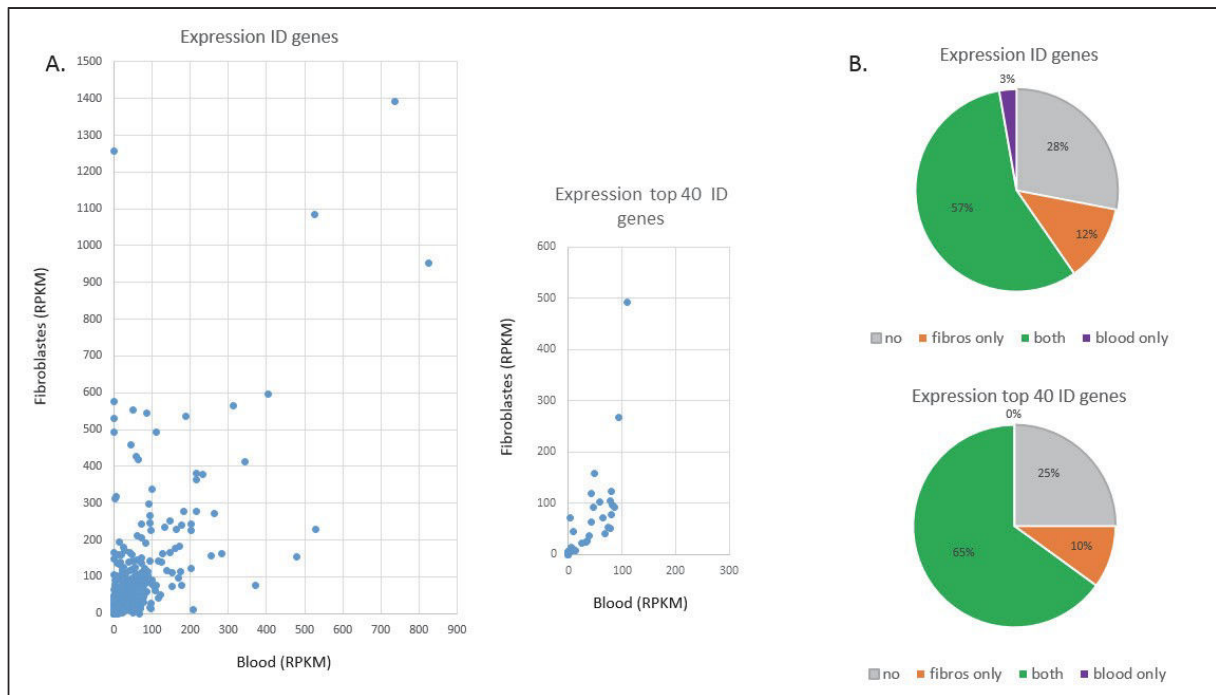 A.
Expression ID genes
1500
1400
1300
1200
1100
1000
900
800
700
600
500
400
300
200
100
0
Fibroblastes (RPKM)
0 100 200 300 400 500 600 700 800 900
Blood (RPKM)
Expression top 40 ID
genes
600
500
400
300
200
100
0
Fibroblastes (RPKM)
0 100 200 300
Blood (RPKM)
B.
Expression ID genes
3%
28%
57%
12%
no fibros only both blood only
Expression top 40 ID genes
0%
25%
65%
10%
no fibros only both blood only